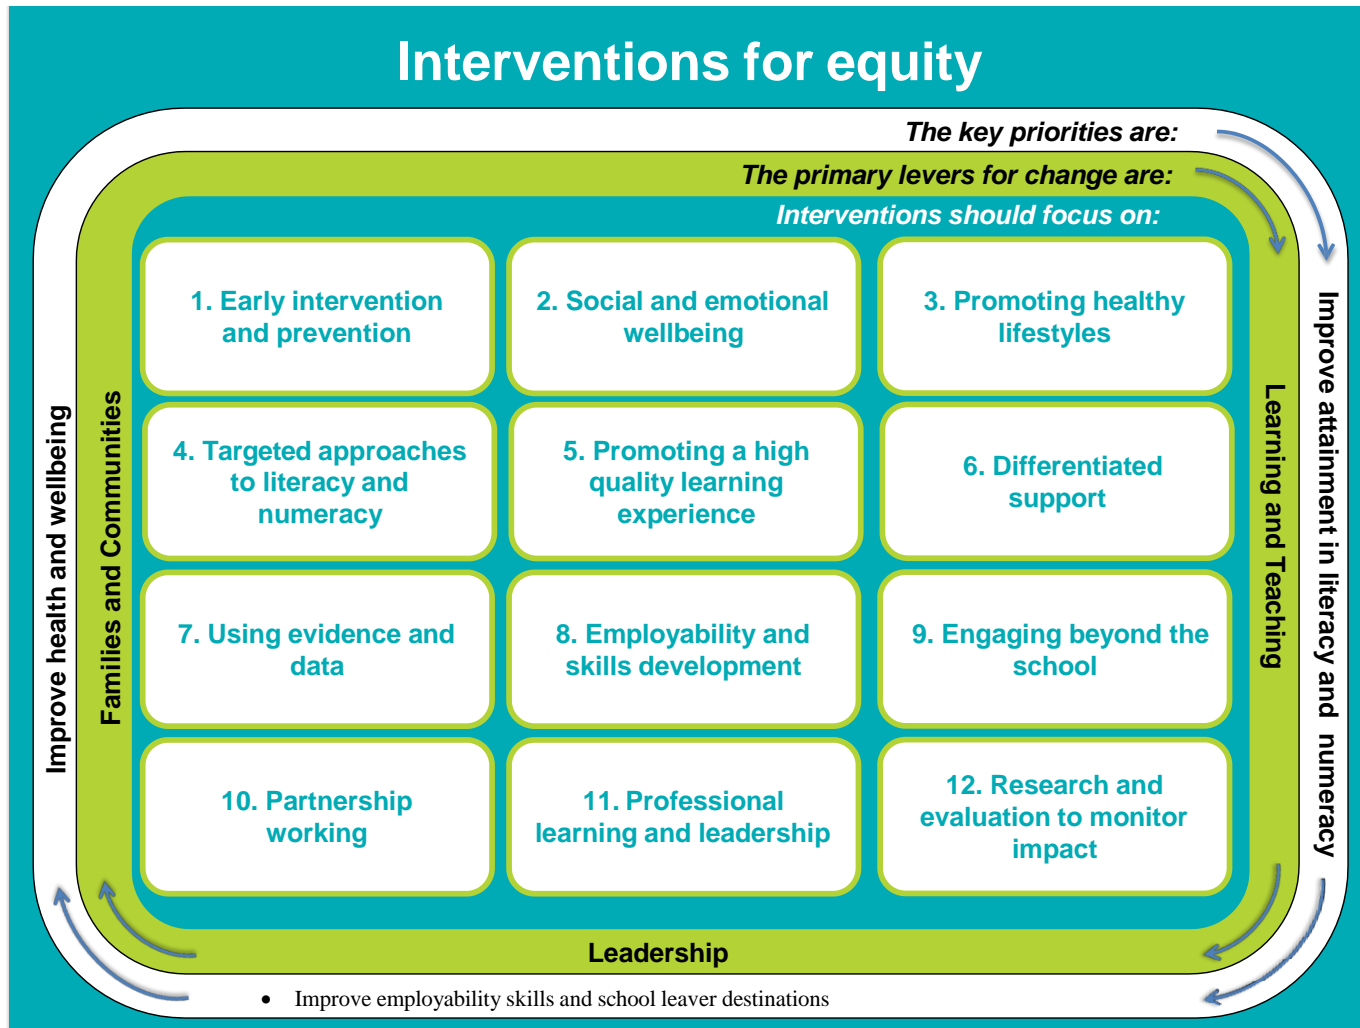 Interventions for equity
The key priorities are:
The primary levers for change are:
Interventions should focus on:
1. Early intervention
and prevention
2. Social and emotional
wellbeing
3. Promoting healthy
lifestyles
4. Targeted approaches
to literacy and
numeracy
5. Promoting a high
quality learning
experience
6. Differentiated
support
7. Using evidence and
data
8. Employability and
skills development
9. Engaging beyond the
school
10. Partnership
working
11. Professional
learning and leadership
12. Research and
evaluation to monitor
impact
Learning and Teaching
Improve attainment in literacy and numeracy
Leadership
• Improve employability skills and school leaver destinations
Families and Communities
Improve health and wellbeing